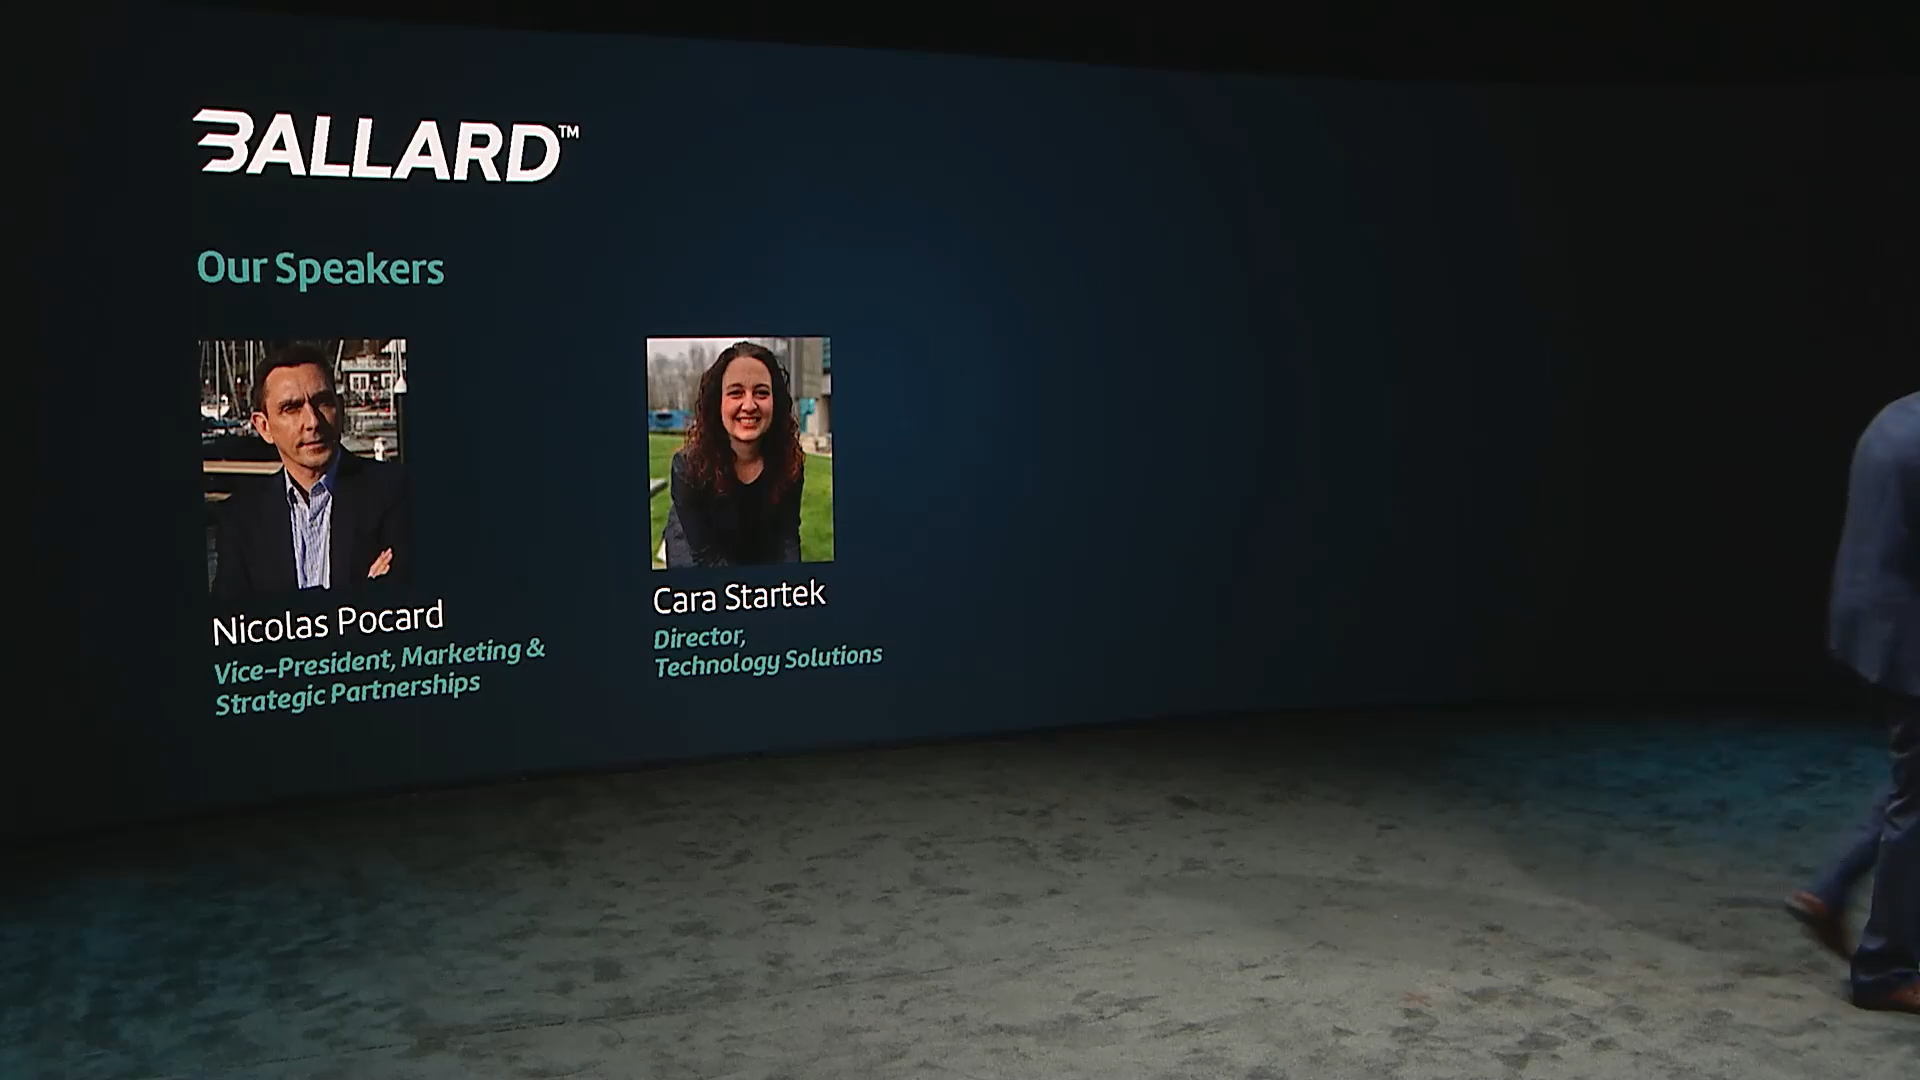 BALLARD™
Our Speakers
Nicolas Pocard
Vice-President, Marketing &
Strategic Partnerships
Cara Startek
Director,
Technology Solutions